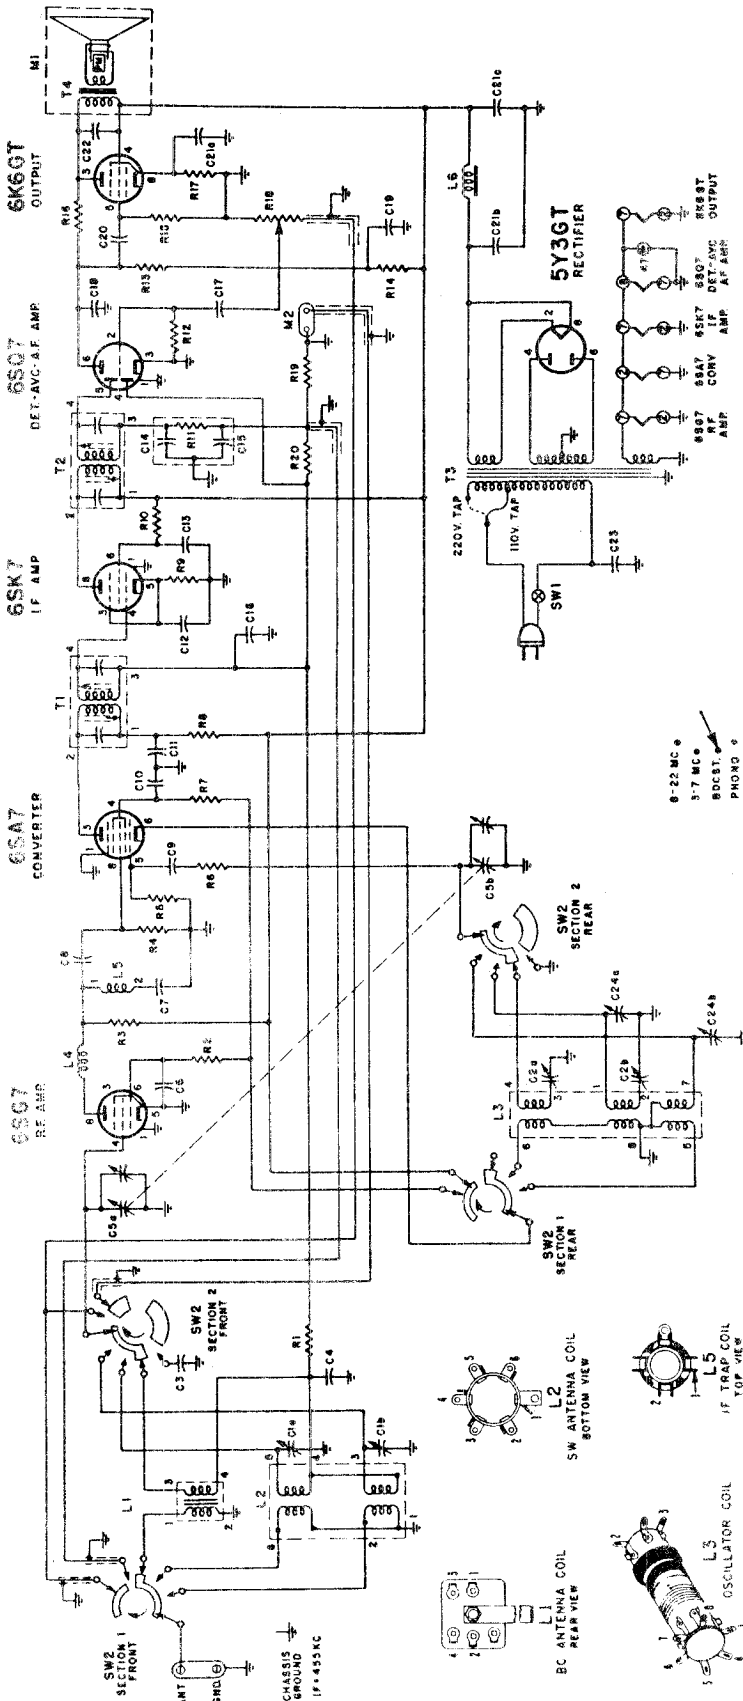 6SG7
RF AMP.
6SA7
CONVERTER
6SK7
I F AMP
6SQ7
DET.-AVC-A.F. AMP.
6K6GT
OUTPUT
M1
T4
C22
C21a
R17
R18
R16
C20
R13
C19
R14
C18
C17
R12
M2
R19
R20
T2
C14
R11
C15
R10
C13
R9
C12
C16
T1
C11
C10
R8
R7
C9
R6
R5
R4
C8
L5
C7
R3
L4
R2
C6
C5a
C5b
SW2
SECTION 2
FRONT
C3
R1
C4
L1
L2
C1a
C1b
SW2
SECTION 1
FRONT
ANT
GND.
CHASSIS
GROUND
IF=455KC
SW2
SECTION 1
REAR
SW2
SECTION 2
REAR
L3
C2a
C2b
C24a
C24b
8-22 MC
3-7 MC
BDCST.
PHONO
T3
220V. TAP
110V. TAP
SW1
C23
5Y3GT
RECTIFIER
L6
C21b
C21c
6SG7
RF
AMP.
6SA7
CONV
6SK7
IF
AMP
6SQ7
DET.-AVC
AF AMP
6K6GT
OUTPUT
L1
BC ANTENNA COIL
REAR VIEW
L2
SW ANTENNA COIL
BOTTOM VIEW
L3
OSCILLATOR COIL
L5
IF TRAP COIL
TOP VIEW